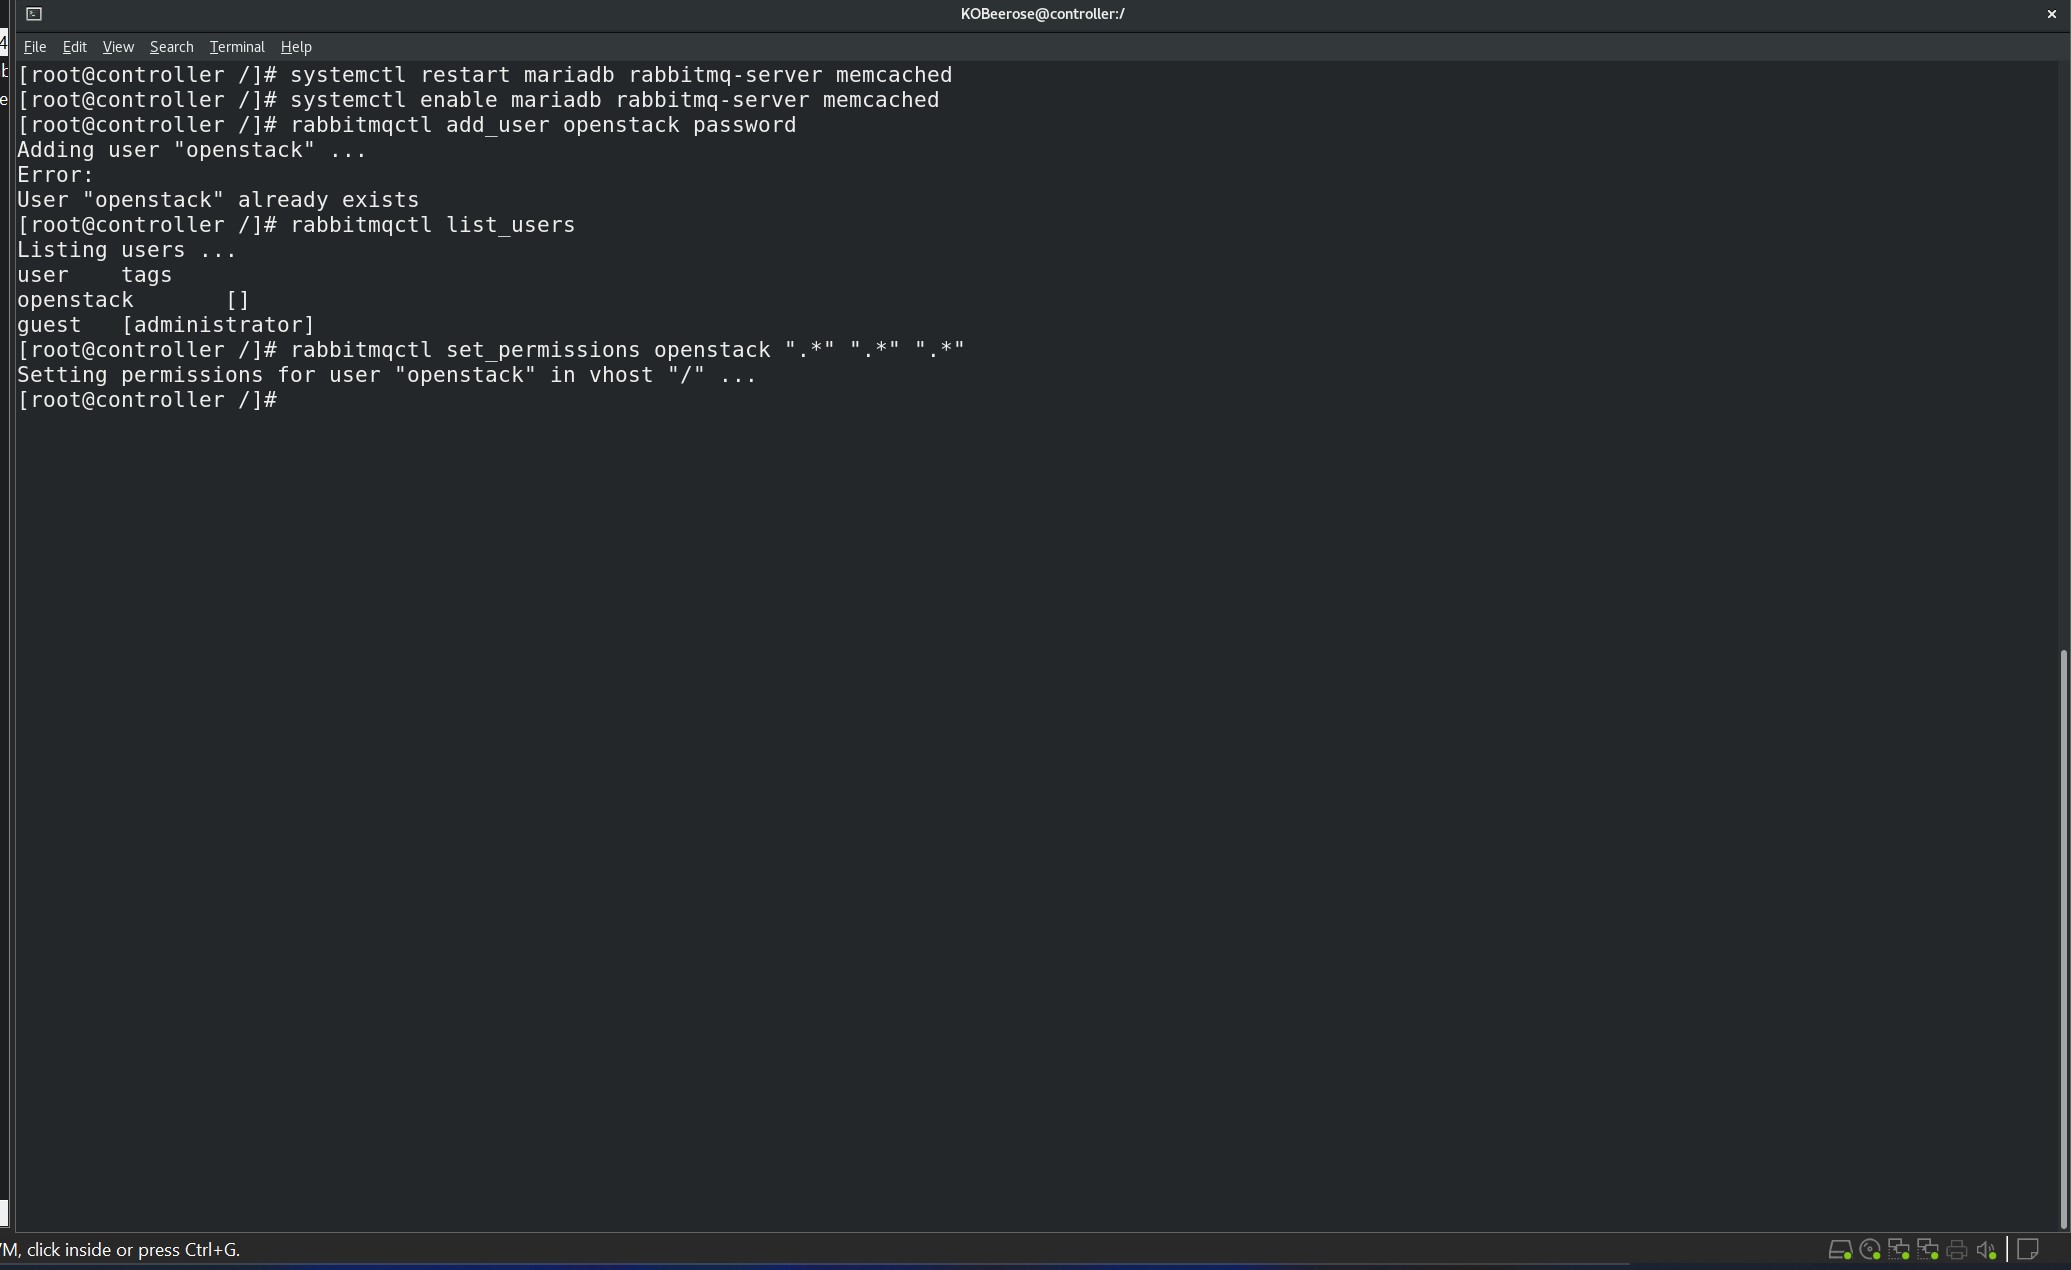 KOBeerose@controller:/
File Edit View Search Terminal Help
[root@controller /]# systemctl restart mariadb rabbitmq-server memcached
[root@controller /]# systemctl enable mariadb rabbitmq-server memcached
[root@controller /]# rabbitmqctl add_user openstack password
Adding user "openstack" ...
Error:
User "openstack" already exists
[root@controller /]# rabbitmqctl list_users
Listing users ...
user tags
openstack []
guest [administrator]
[root@controller /]# rabbitmqctl set_permissions openstack ".*" ".*" ".*"
Setting permissions for user "openstack" in vhost "/" ...
[root@controller /]#
click inside or press Ctrl+G.